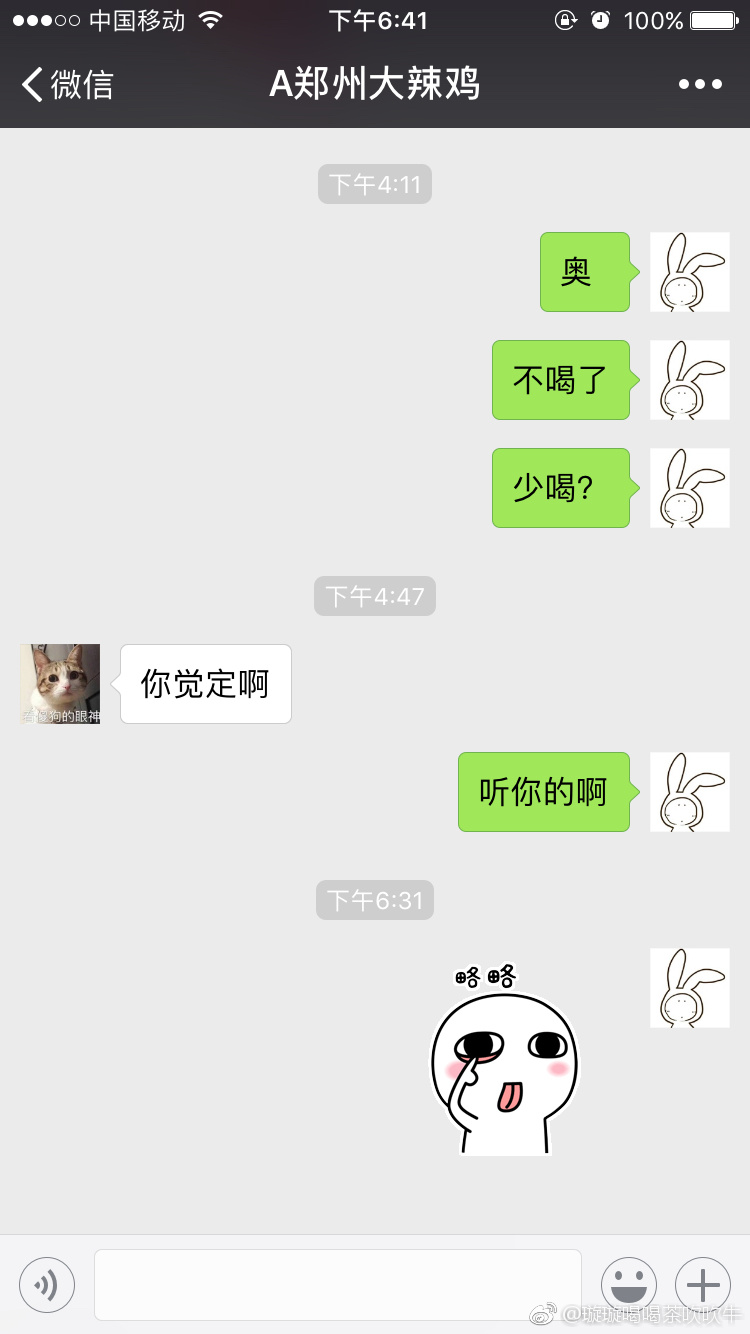 中国移动
下午6:41
100%
微信
A郑州大辣鸡
下午4:11
奥
不喝了
少喝?
下午4:47
你觉定啊
傻狗的眼神
听你的啊
下午6:31
略略
@璇璇喝喝茶吹吹牛